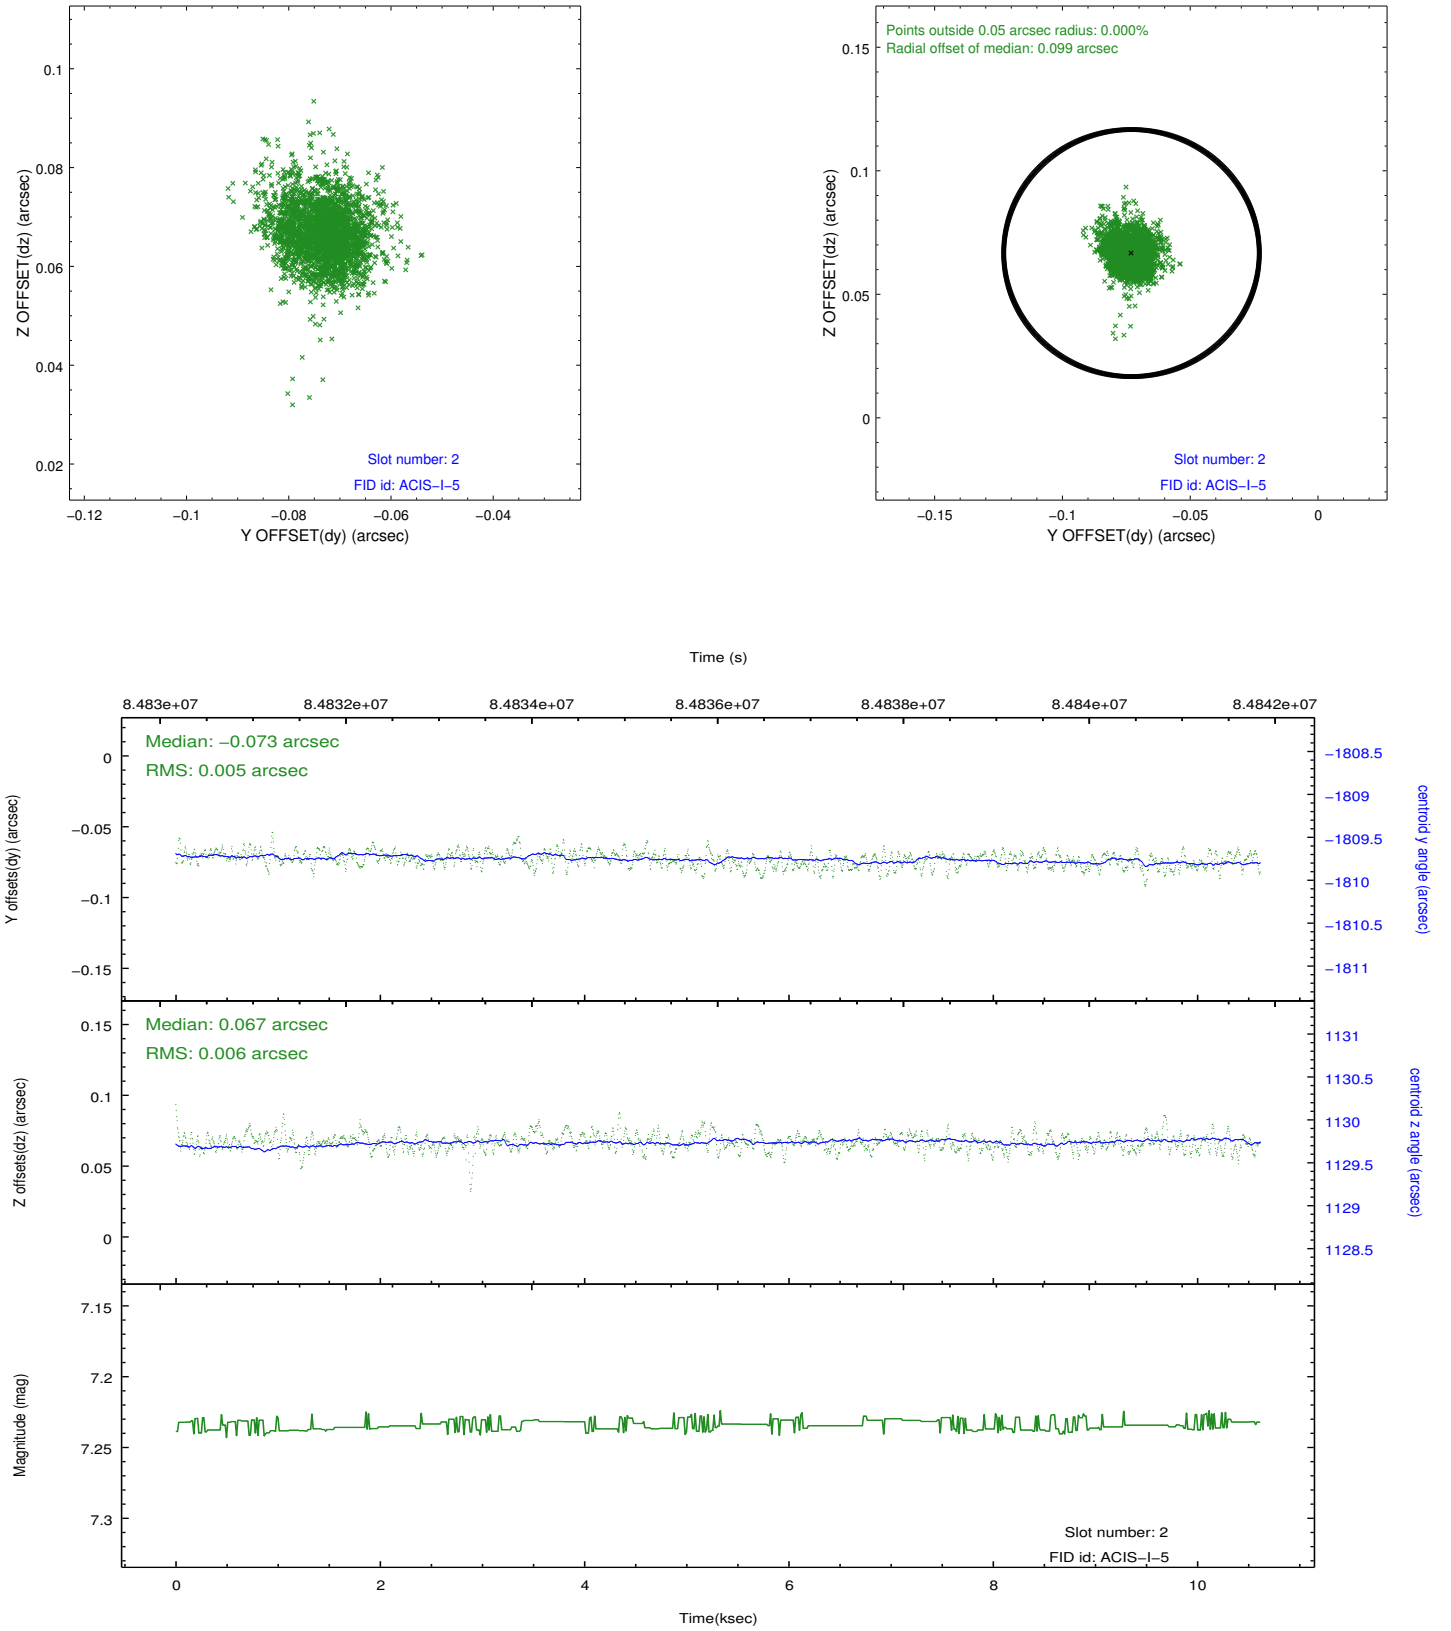 0.1
0.08
0.06
0.04
0.02
Z OFFSET(dz) (arcsec)
−0.12 −0.1 −0.08 −0.06 −0.04
Y OFFSET(dy) (arcsec)
Slot number: 2
FID id: ACIS−I−5
Points outside 0.05 arcsec radius: 0.000%
Radial offset of median: 0.099 arcsec
0.15
0.1
0.05
0
Z OFFSET(dz) (arcsec)
−0.15 −0.1 −0.05 0
Y OFFSET(dy) (arcsec)
Slot number: 2
FID id: ACIS−I−5
Time (s)
8.483e+07 8.4832e+07 8.4834e+07 8.4836e+07 8.4838e+07 8.484e+07 8.4842e+07
Median: −0.073 arcsec
RMS: 0.005 arcsec
0
−0.05
−0.1
−0.15
Y offsets(dy) (arcsec)
−1808.5
−1809
−1809.5
−1810
−1810.5
−1811
centroid y angle (arcsec)
Median: 0.067 arcsec
RMS: 0.006 arcsec
0.15
0.1
0.05
0
Z offsets(dz) (arcsec)
1131
1130.5
1130
1129.5
1129
1128.5
centroid z angle (arcsec)
7.15
7.2
7.25
7.3
Magnitude (mag)
Slot number: 2
FID id: ACIS−I−5
0 2 4 6 8 10
Time(ksec)